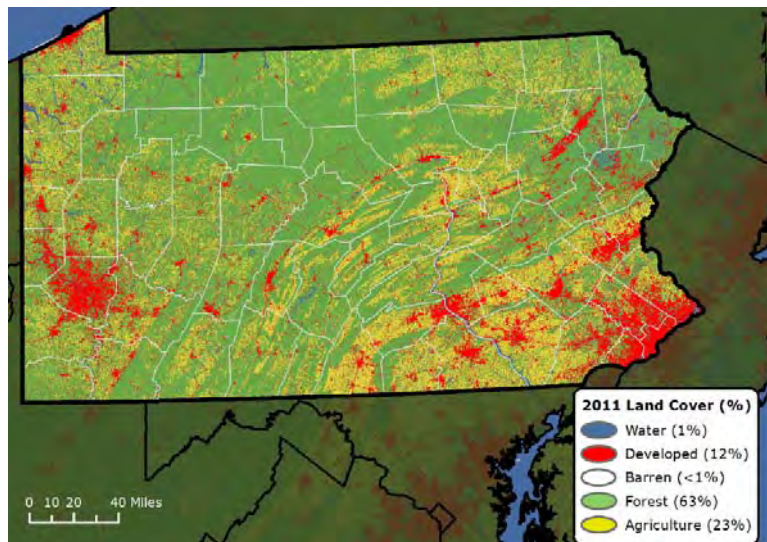 2011 Land Cover (%)
Water (1%)
Developed (12%)
Barren (<1%)
Forest (63%)
Agriculture (23%)
0 10 20 40 Miles